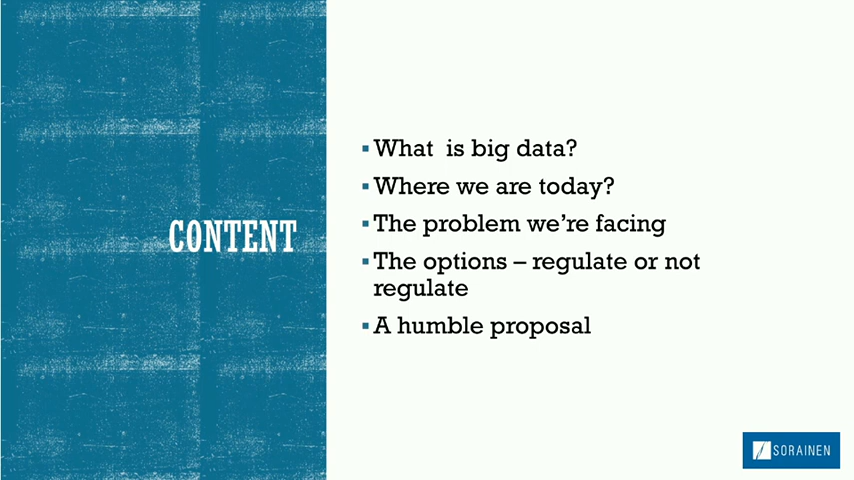 CONTENT
▪ What is big data?
▪ Where we are today?
▪ The problem we're facing
▪ The options – regulate or not
regulate
▪ A humble proposal
SORAINEN